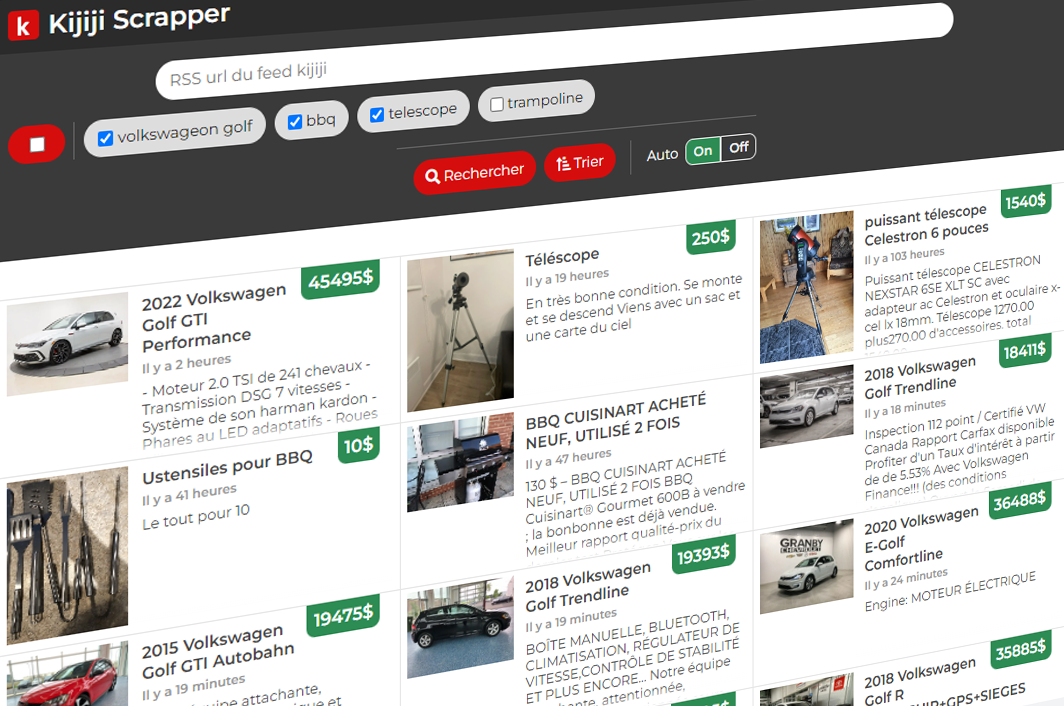 k Kijiji Scrapper
RSS url du feed kijiji
volkswageon golf
bbq
telescope
trampoline
Rechercher
Trier
Auto On Off
45495$
2022 Volkswagen
Golf GTI
Performance
Il y a 2 heures
- Moteur 2.0 TSI de 241 chevaux -
Transmission DSG 7 vitesses -
Système de son harman kardon -
Phares au LED adaptatifs - Roues
10$
Ustensiles pour BBQ
Il y a 41 heures
Le tout pour 10
19475$
2015 Volkswagen
Golf GTI Autobahn
Il y a 19 minutes
équipe attachante,
250$
Téléscope
Il y a 19 heures
En très bonne condition. Se monte
et se descend Viens avec un sac et
une carte du ciel
BBQ CUISINART ACHETÉ
NEUF, UTILISÉ 2 FOIS
Il y a 47 heures
130 $ – BBQ CUISINART ACHETÉ
NEUF, UTILISÉ 2 FOIS BBQ
Cuisinart® Gourmet 600B à vendre
; la bonbonne est déjà vendue.
Meilleur rapport qualité-prix du
19393$
2018 Volkswagen
Golf Trendline
Il y a 19 minutes
BOÎTE MANUELLE, BLUETOOTH,
CLIMATISATION, RÉGULATEUR DE
VITESSE,CONTRÔLE DE STABILITÉ
ET PLUS ENCORE... Notre équipe
attentionnée,
1540$
puissant télescope
Celestron 6 pouces
Il y a 103 heures
Puissant télescope CELESTRON
NEXSTAR 6SE XLT SC avec
adapteur ac Celestron et oculaire x-
cel lx 18mm. Télescope 1270.00
plus270.00 d'accessoires. total
18411$
2018 Volkswagen
Golf Trendline
Il y a 18 minutes
Inspection 112 point / Certifié VW
Canada Rapport Carfax disponible
Profiter d'un Taux d'intérêt à partir
de de 5.53% Avec Volkswagen
Finance!!! (des conditions
36488$
GRANBY
CHEVROLET
2020 Volkswagen
E-Golf
Comfortline
Il y a 24 minutes
Engine: MOTEUR ÉLECTRIQUE
35885$
2018 Volkswagen
Golf R
+GPS+SIEGES